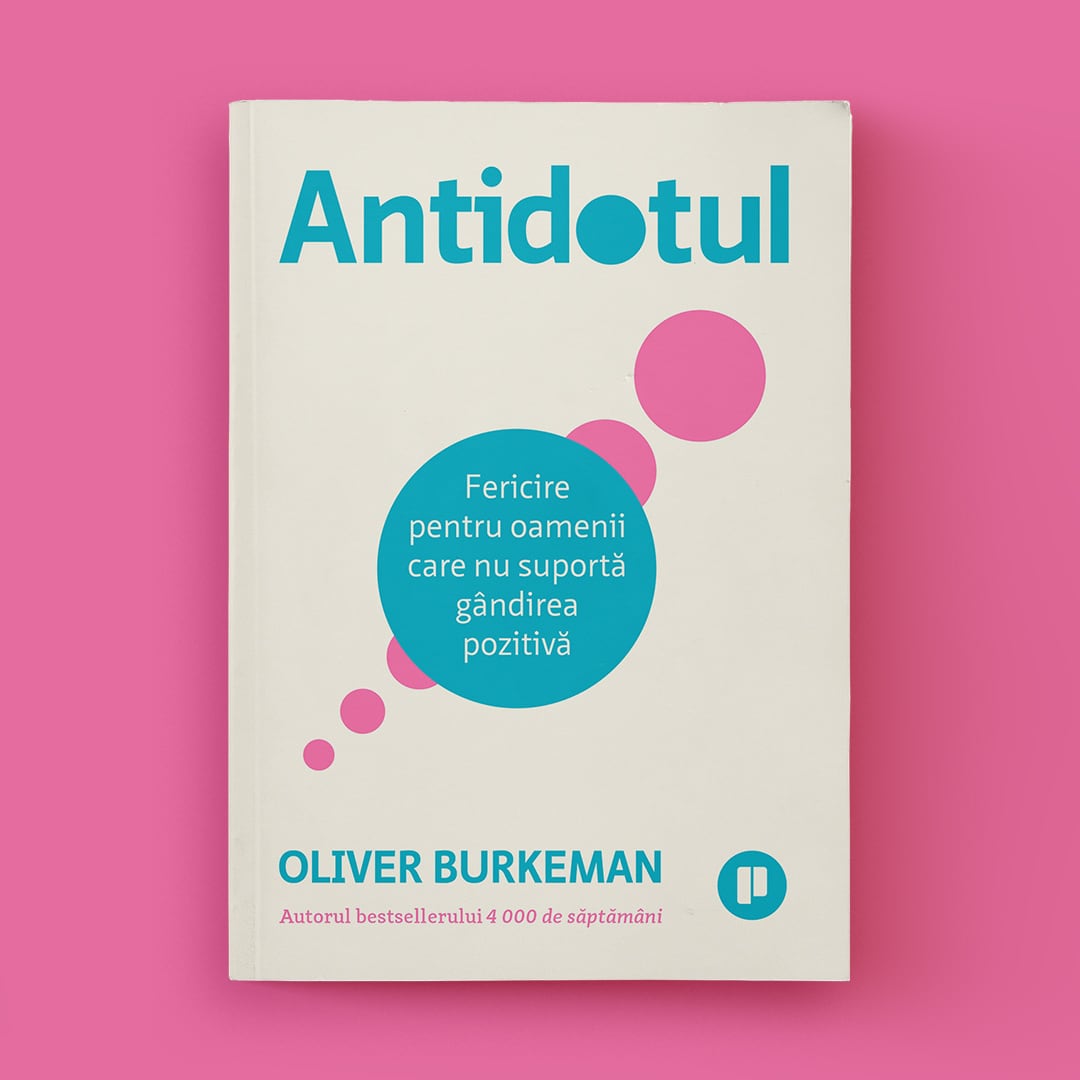 Antidotul
Fericire
pentru oamenii
care nu suportă
gândirea
pozitivă
OLIVER BURKEMAN
Autorul bestsellerului 4 000 de săptămâni